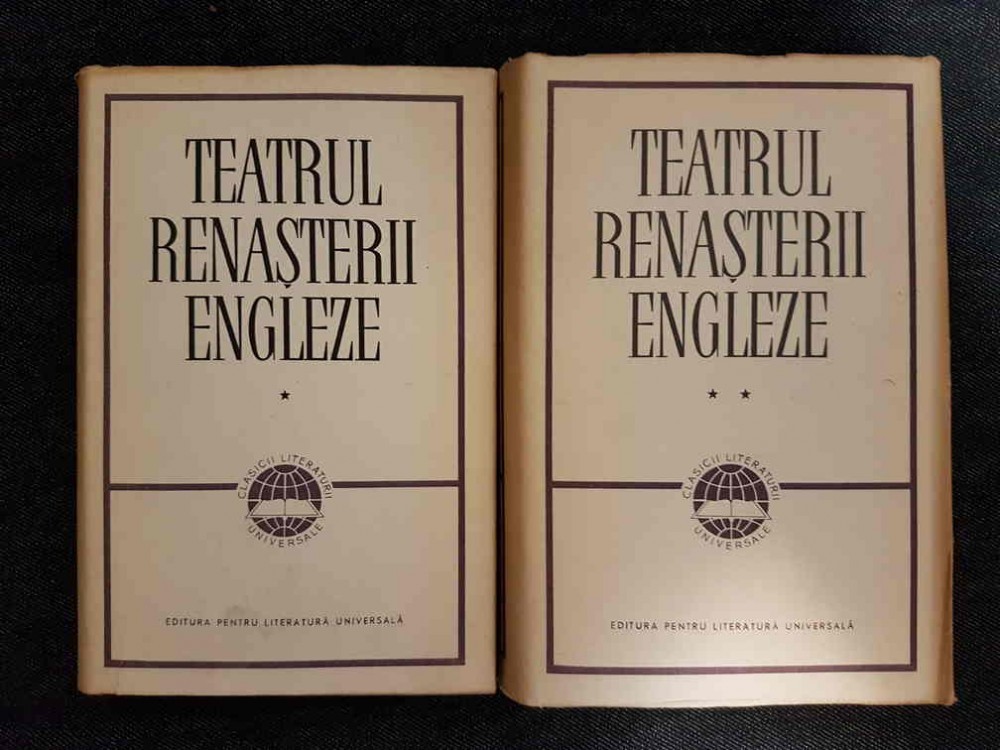 TEATRUL
RENAȘTERII
ENGLEZE
★
CLASICII LITERATURII
UNIVERSALE
EDITURA PENTRU LITERATURĂ UNIVERSALĂ
TEATRUL
RENAȘTERII
ENGLEZE
★ ★
CLASICII LITERATURII
UNIVERSALE
EDITURA PENTRU LITERATURĂ UNIVERSALĂ